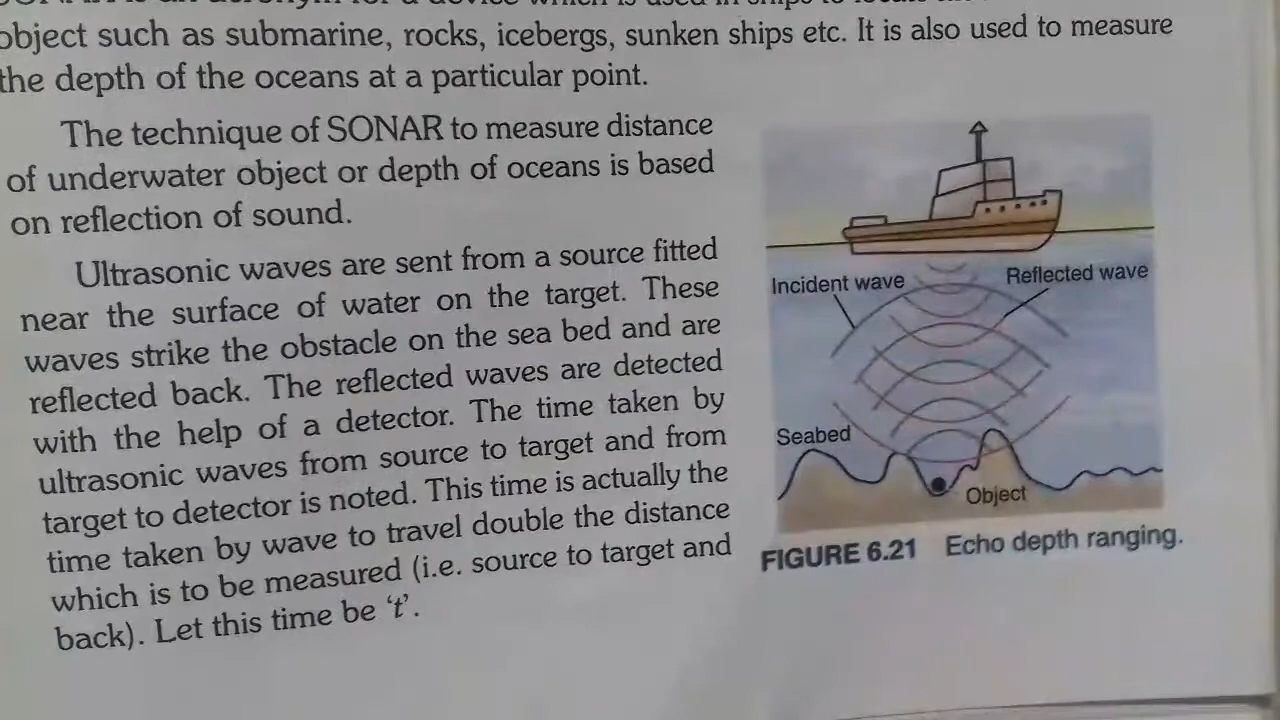 object such as submarine, rocks, icebergs, sunken ships etc. It is also used to measure
the depth of the oceans at a particular point.
The technique of SONAR to measure distance
of underwater object or depth of oceans is based
on reflection of sound.
Ultrasonic waves are sent from a source fitted
near the surface of water on the target. These
waves strike the obstacle on the sea bed and are
reflected back. The reflected waves are detected
with the help of a detector. The time taken by
ultrasonic waves from source to target and from
target to detector is noted. This time is actually the
time taken by wave to travel double the distance
which is to be measured (i.e. source to target and
back). Let this time be ‘t’.
Incident wave
Reflected wave
Seabed
Object
FIGURE 6.21 Echo depth ranging.